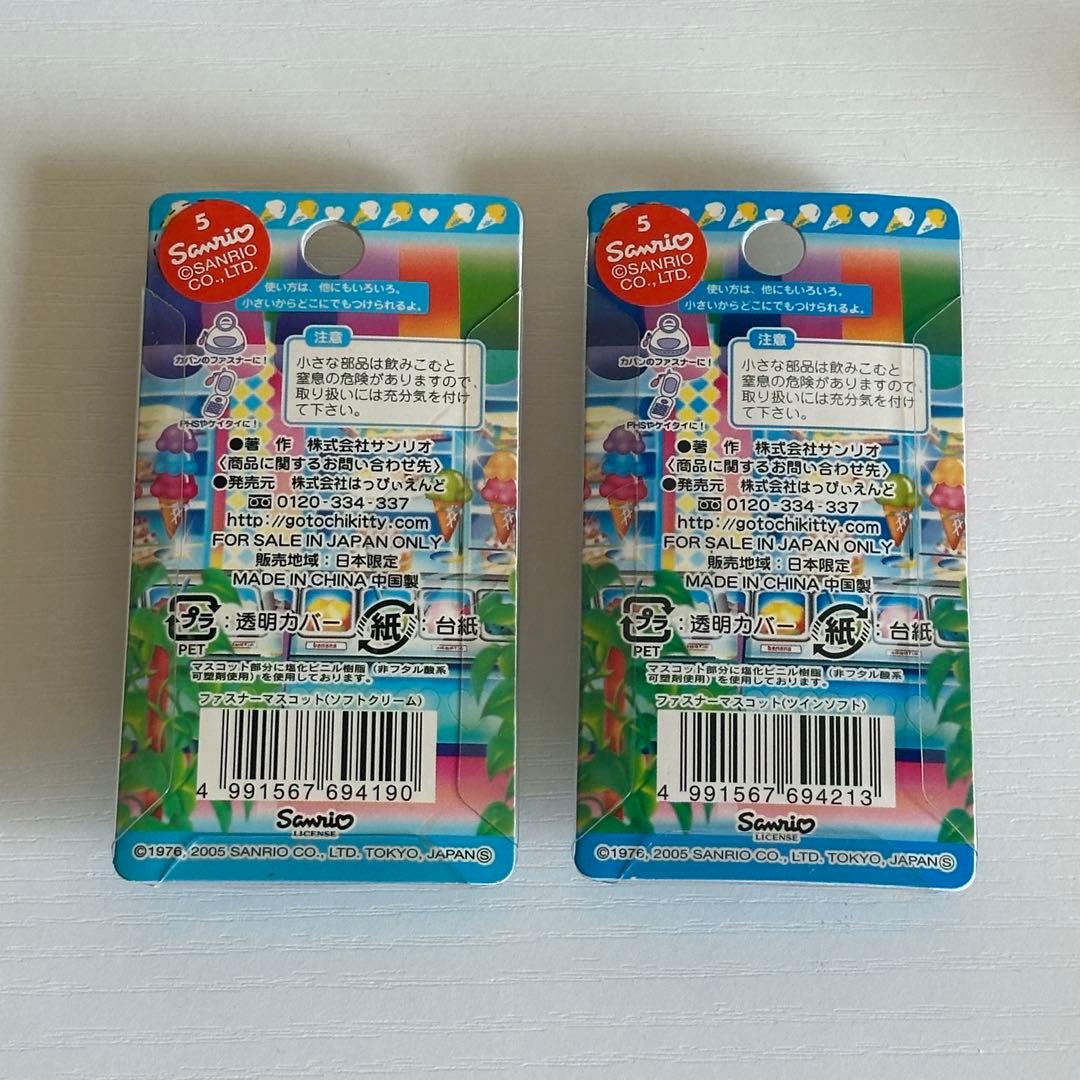 5
Sanrio
©SANRIO
CO., LTD.
使い方は、他にもいろいろ。
小さいからどこにでもつけられるよ。
カバンのファスナーに!
PHSやケイタイに!
注意
小さな部品は飲みこむと
窒息の危険がありますので、
取り扱いには充分気を付け
て下さい。
●著 作 株式会社サンリオ
〈商品に関するお問い合わせ先〉
●発売元 株式会社はっぴぃえんど
0120-334-337
http://gotochikitty.com
FOR SALE IN JAPAN ONLY
販売地域:日本限定
MADE IN CHINA 中国製
プラ:透明カバー 紙:台紙
PET
banana
マスコット部分に塩化ビニル樹脂(非フタル酸系
可塑剤使用)を使用しております。
ファスナーマスコット(ソフトクリーム)
4 991567 694190
Sanrio
LICENSE
©1976, 2005 SANRIO CO., LTD. TOKYO, JAPANⓈ
5
Sanrio
©SANRIO
CO., LTD.
使い方は、他にもいろいろ。
小さいからどこにでもつけられるよ。
カバンのファスナーに!
PHSやケイタイに!
注意
小さな部品は飲みこむと
窒息の危険がありますので、
取り扱いには充分気を付け
て下さい。
●著 作 株式会社サンリオ
〈商品に関するお問い合わせ先〉
●発売元 株式会社はっぴぃえんど
0120-334-337
http://gotochikitty.com
FOR SALE IN JAPAN ONLY
販売地域:日本限定
MADE IN CHINA 中国製
プラ:透明カバー 紙:台紙
PET
banana
マスコット部分に塩化ビニル樹脂(非フタル酸系
可塑剤使用)を使用しております。
ファスナーマスコット(ツインソフト)
4 991567 694213
Sanrio
LICENSE
©1976, 2005 SANRIO CO., LTD. TOKYO, JAPANⓈ